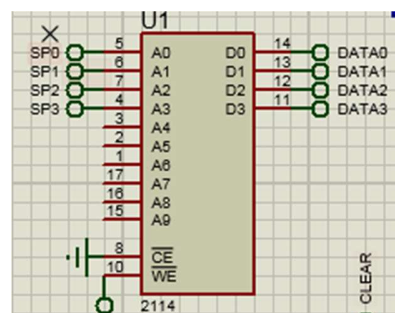 U1
SP0 5 A0 D0 14 DATA0
SP1 6 A1 D1 13 DATA1
SP2 7 A2 D2 12 DATA2
SP3 4 A3 D3 11 DATA3
3 A4
2 A5
1 A6
17 A7
16 A8
15 A9
8 CE
10 WE
2114
CLEAR